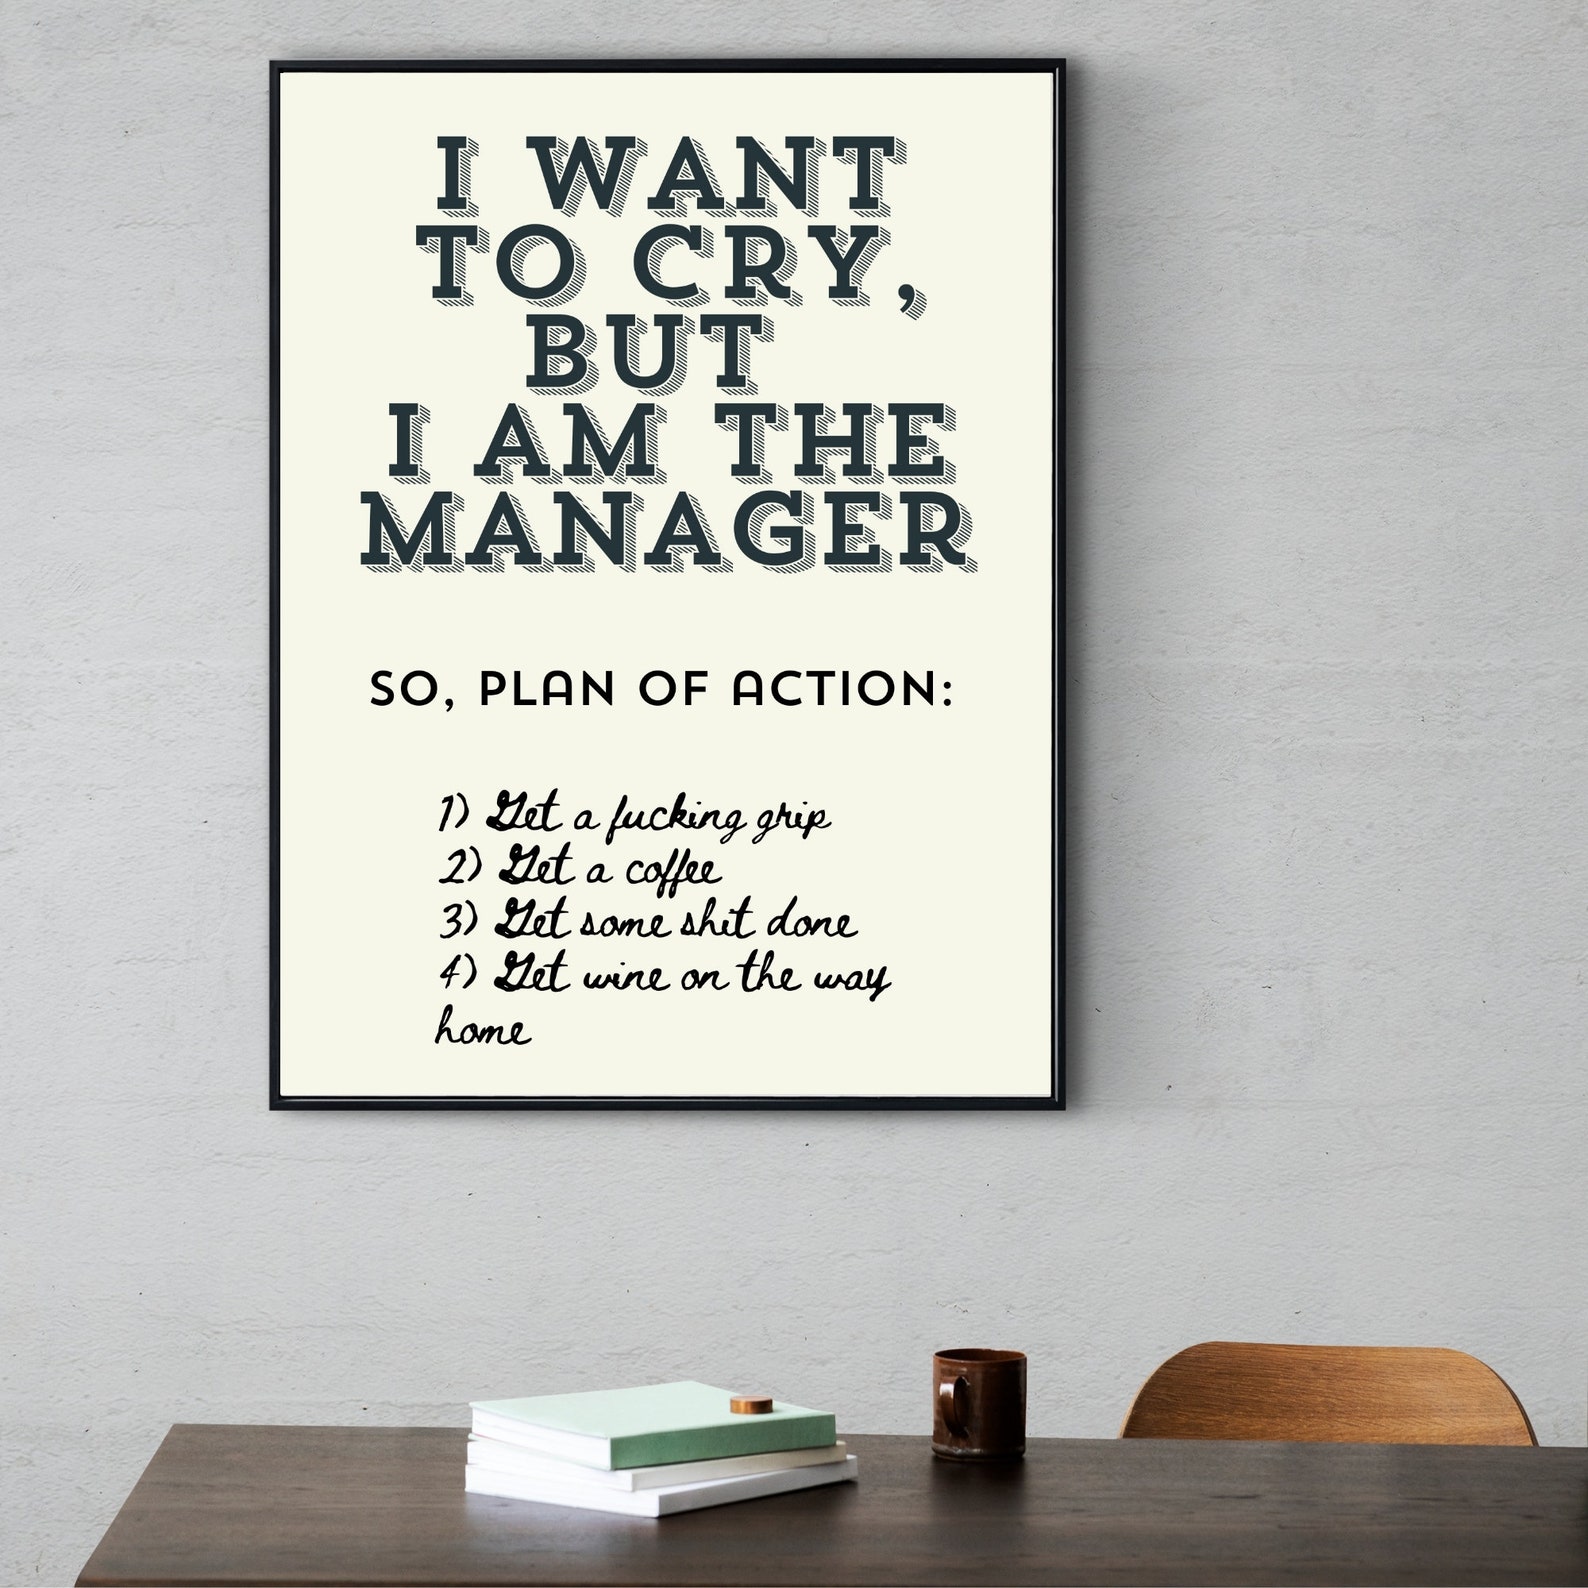 I WANT
TO CRY,
BUT
I AM THE
MANAGER
SO, PLAN OF ACTION:
1) Get a fucking grip
2) Get a coffee
3) Get some shit done
4) Get wine on the way
home